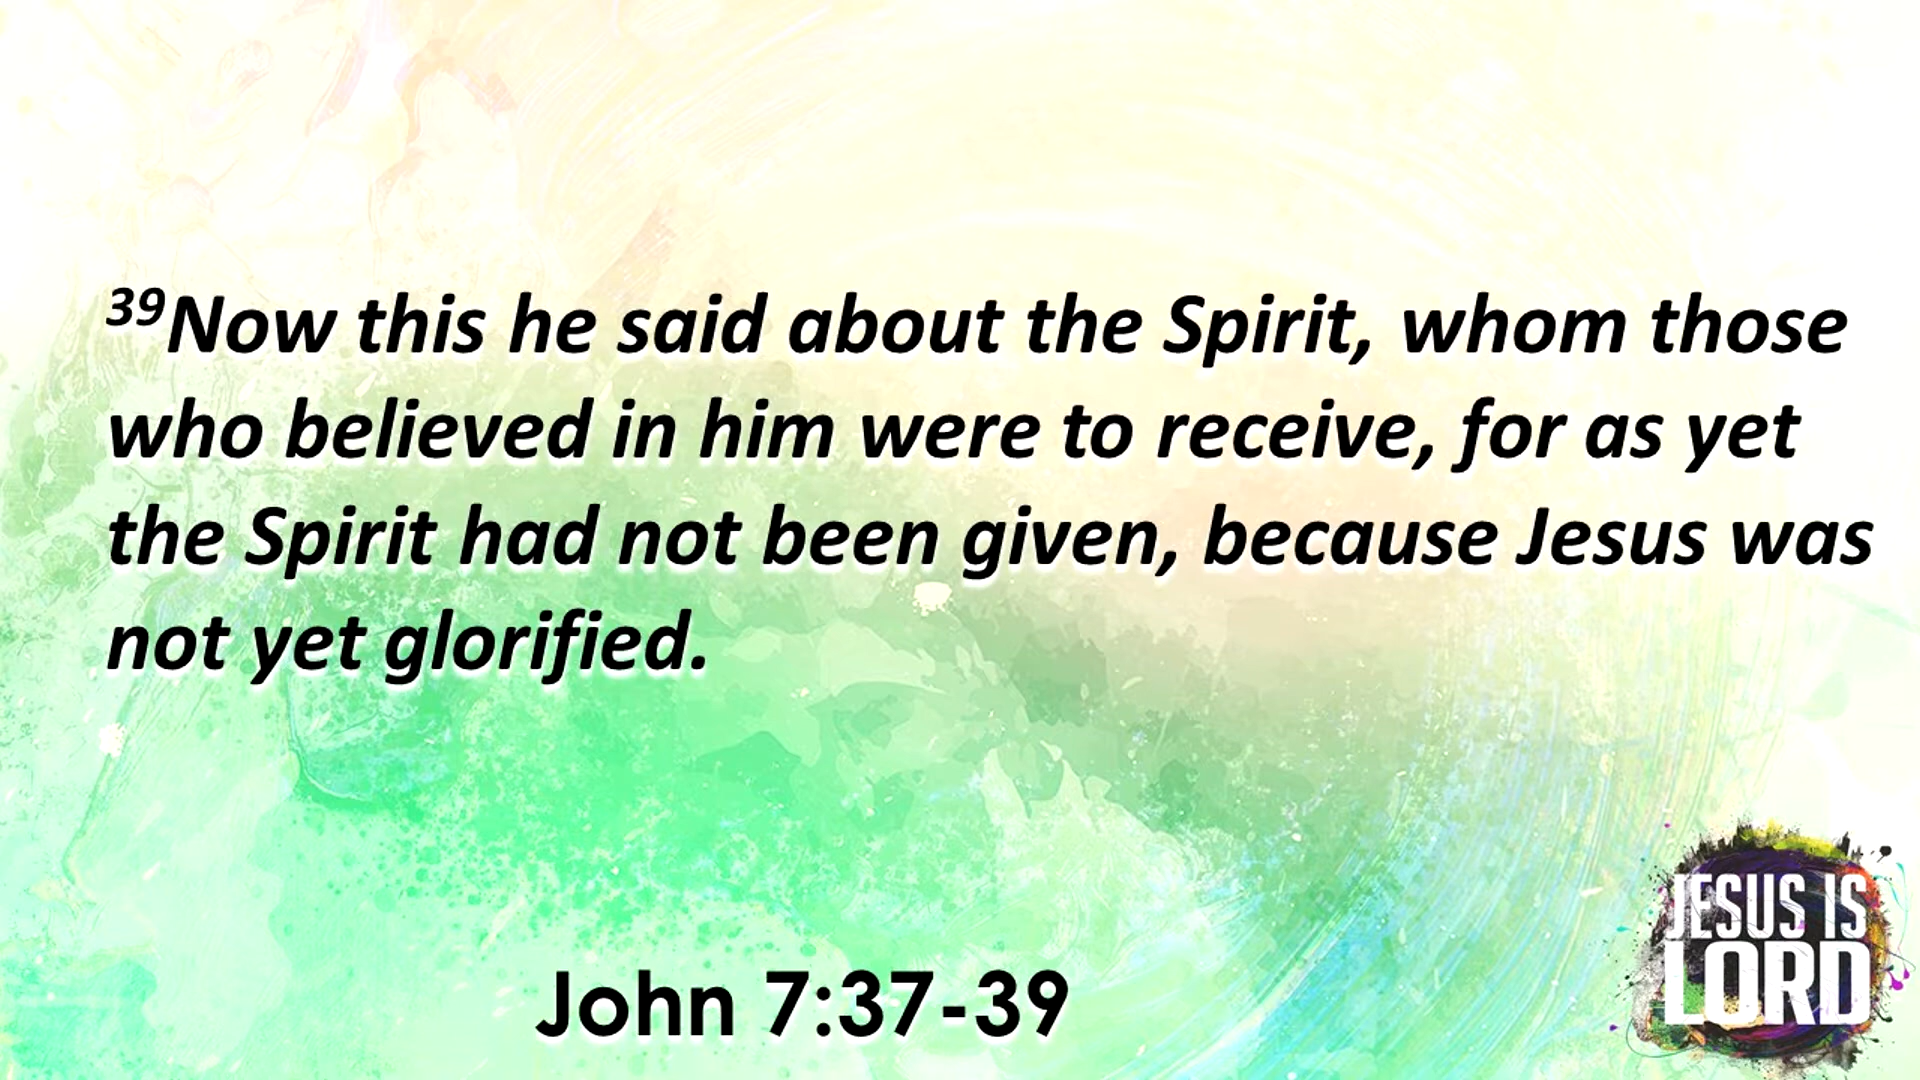 39Now this he said about the Spirit, whom those
who believed in him were to receive, for as yet
the Spirit had not been given, because Jesus was
not yet glorified.
John 7:37-39
JESUS IS
LORD